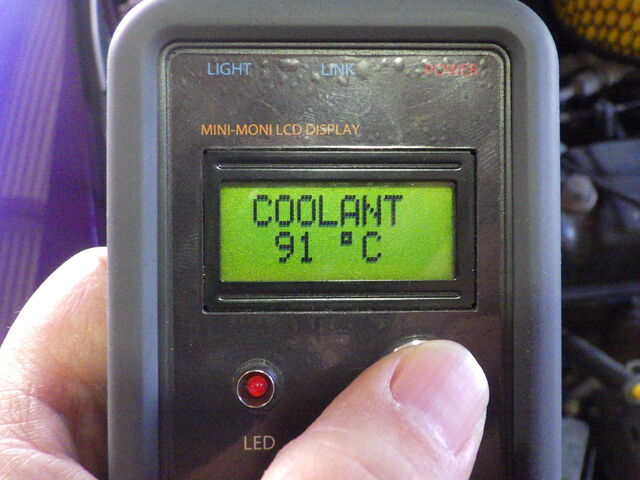 LIGHT LINK POWER
MINI-MONI LCD DISPLAY
COOLANT
91 °C
LED